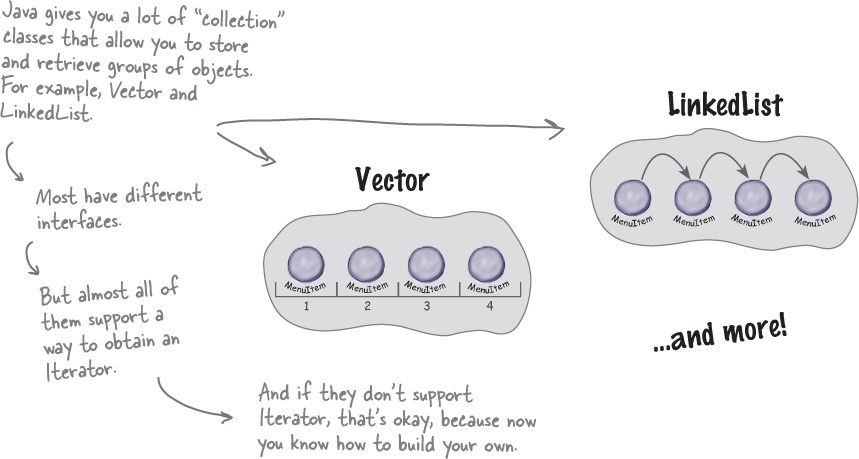 Java gives you a lot of “collection”
classes that allow you to store
and retrieve groups of objects.
For example, Vector and
LinkedList.
Most have different
interfaces.
But almost all of
them support a
way to obtain an
Iterator.
And if they don’t support
Iterator, that’s okay, because now
you know how to build your own.
Vector
MenuItem MenuItem MenuItem MenuItem
1 2 3 4
LinkedList
MenuItem MenuItem MenuItem MenuItem
...and more!